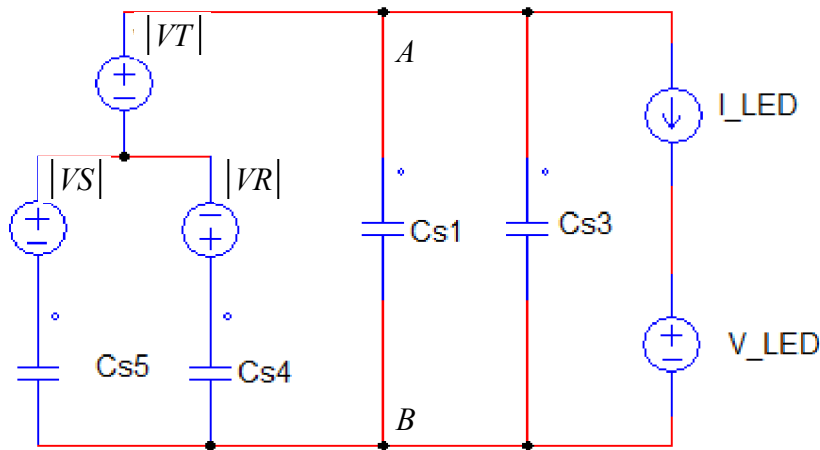 |VT|
A
I_LED
|VS|
|VR|
Cs1
Cs3
Cs5
Cs4
V_LED
B